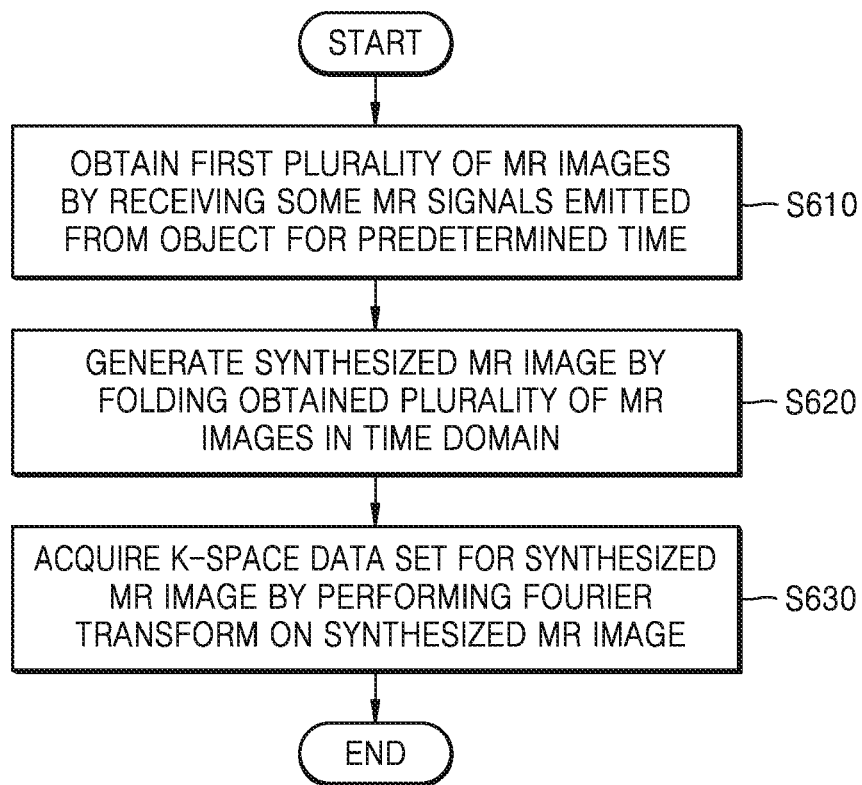 START
OBTAIN FIRST PLURALITY OF MR IMAGES
BY RECEIVING SOME MR SIGNALS EMITTED
FROM OBJECT FOR PREDETERMINED TIME
S610
GENERATE SYNTHESIZED MR IMAGE BY
FOLDING OBTAINED PLURALITY OF MR
IMAGES IN TIME DOMAIN
S620
ACQUIRE K-SPACE DATA SET FOR SYNTHESIZED
MR IMAGE BY PERFORMING FOURIER
TRANSFORM ON SYNTHESIZED MR IMAGE
S630
END